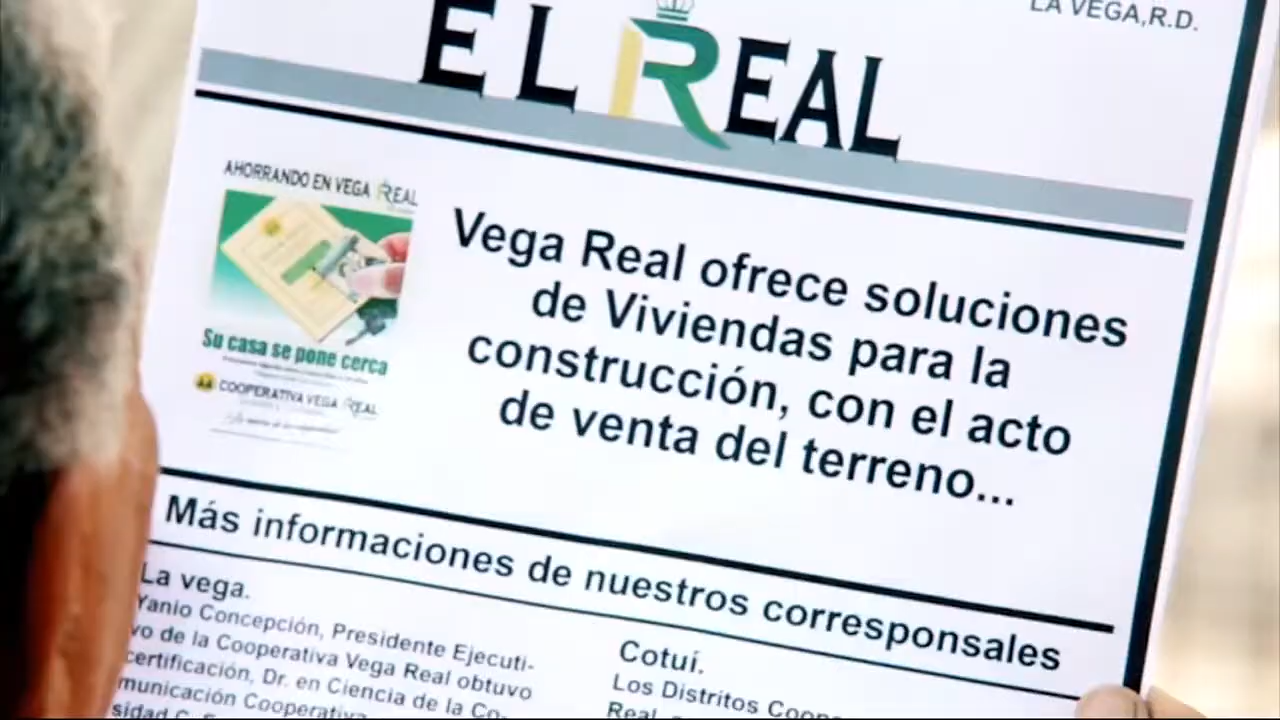 LA VEGA,R.D.
EL REAL
AHORRANDO EN VEGA REAL
Su casa se pone cerca
COOPERATIVA VEGA REAL
Vega Real ofrece soluciones
de Viviendas para la
construcción, con el acto
de venta del terreno...
Más informaciones de nuestros corresponsales
La vega.
Yanio Concepción, Presidente Ejecuti-
vo de la Cooperativa Vega Real obtuvo
certificación, Dr. en Ciencia de la Co-
municación Cooperativa
Cotuí.
Los Distritos
Real,